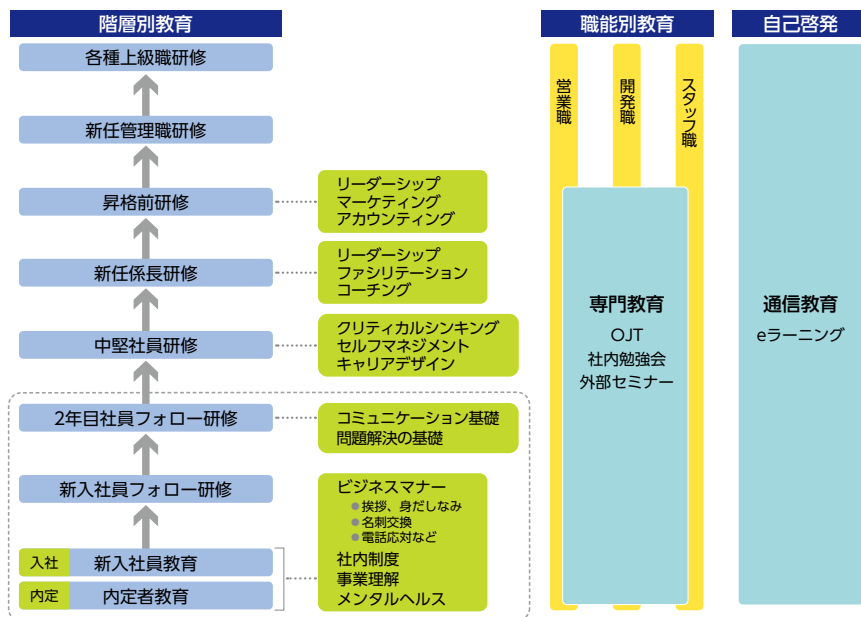 階層別教育
各種上級職研修
新任管理職研修
昇格前研修
リーダーシップ
マーケティング
アカウンティング
新任係長研修
リーダーシップ
ファシリテーション
コーチング
中堅社員研修
クリティカルシンキング
セルフマネジメント
キャリアデザイン
2年目社員フォロー研修
コミュニケーション基礎
問題解決の基礎
新入社員フォロー研修
入社 新入社員教育
内定 内定者教育
ビジネスマナー
●挨拶、身だしなみ
●名刺交換
●電話応対など
社内制度
事業理解
メンタルヘルス
職能別教育
営業職
開発職
スタッフ職
専門教育
OJT
社内勉強会
外部セミナー
自己啓発
通信教育
eラーニング